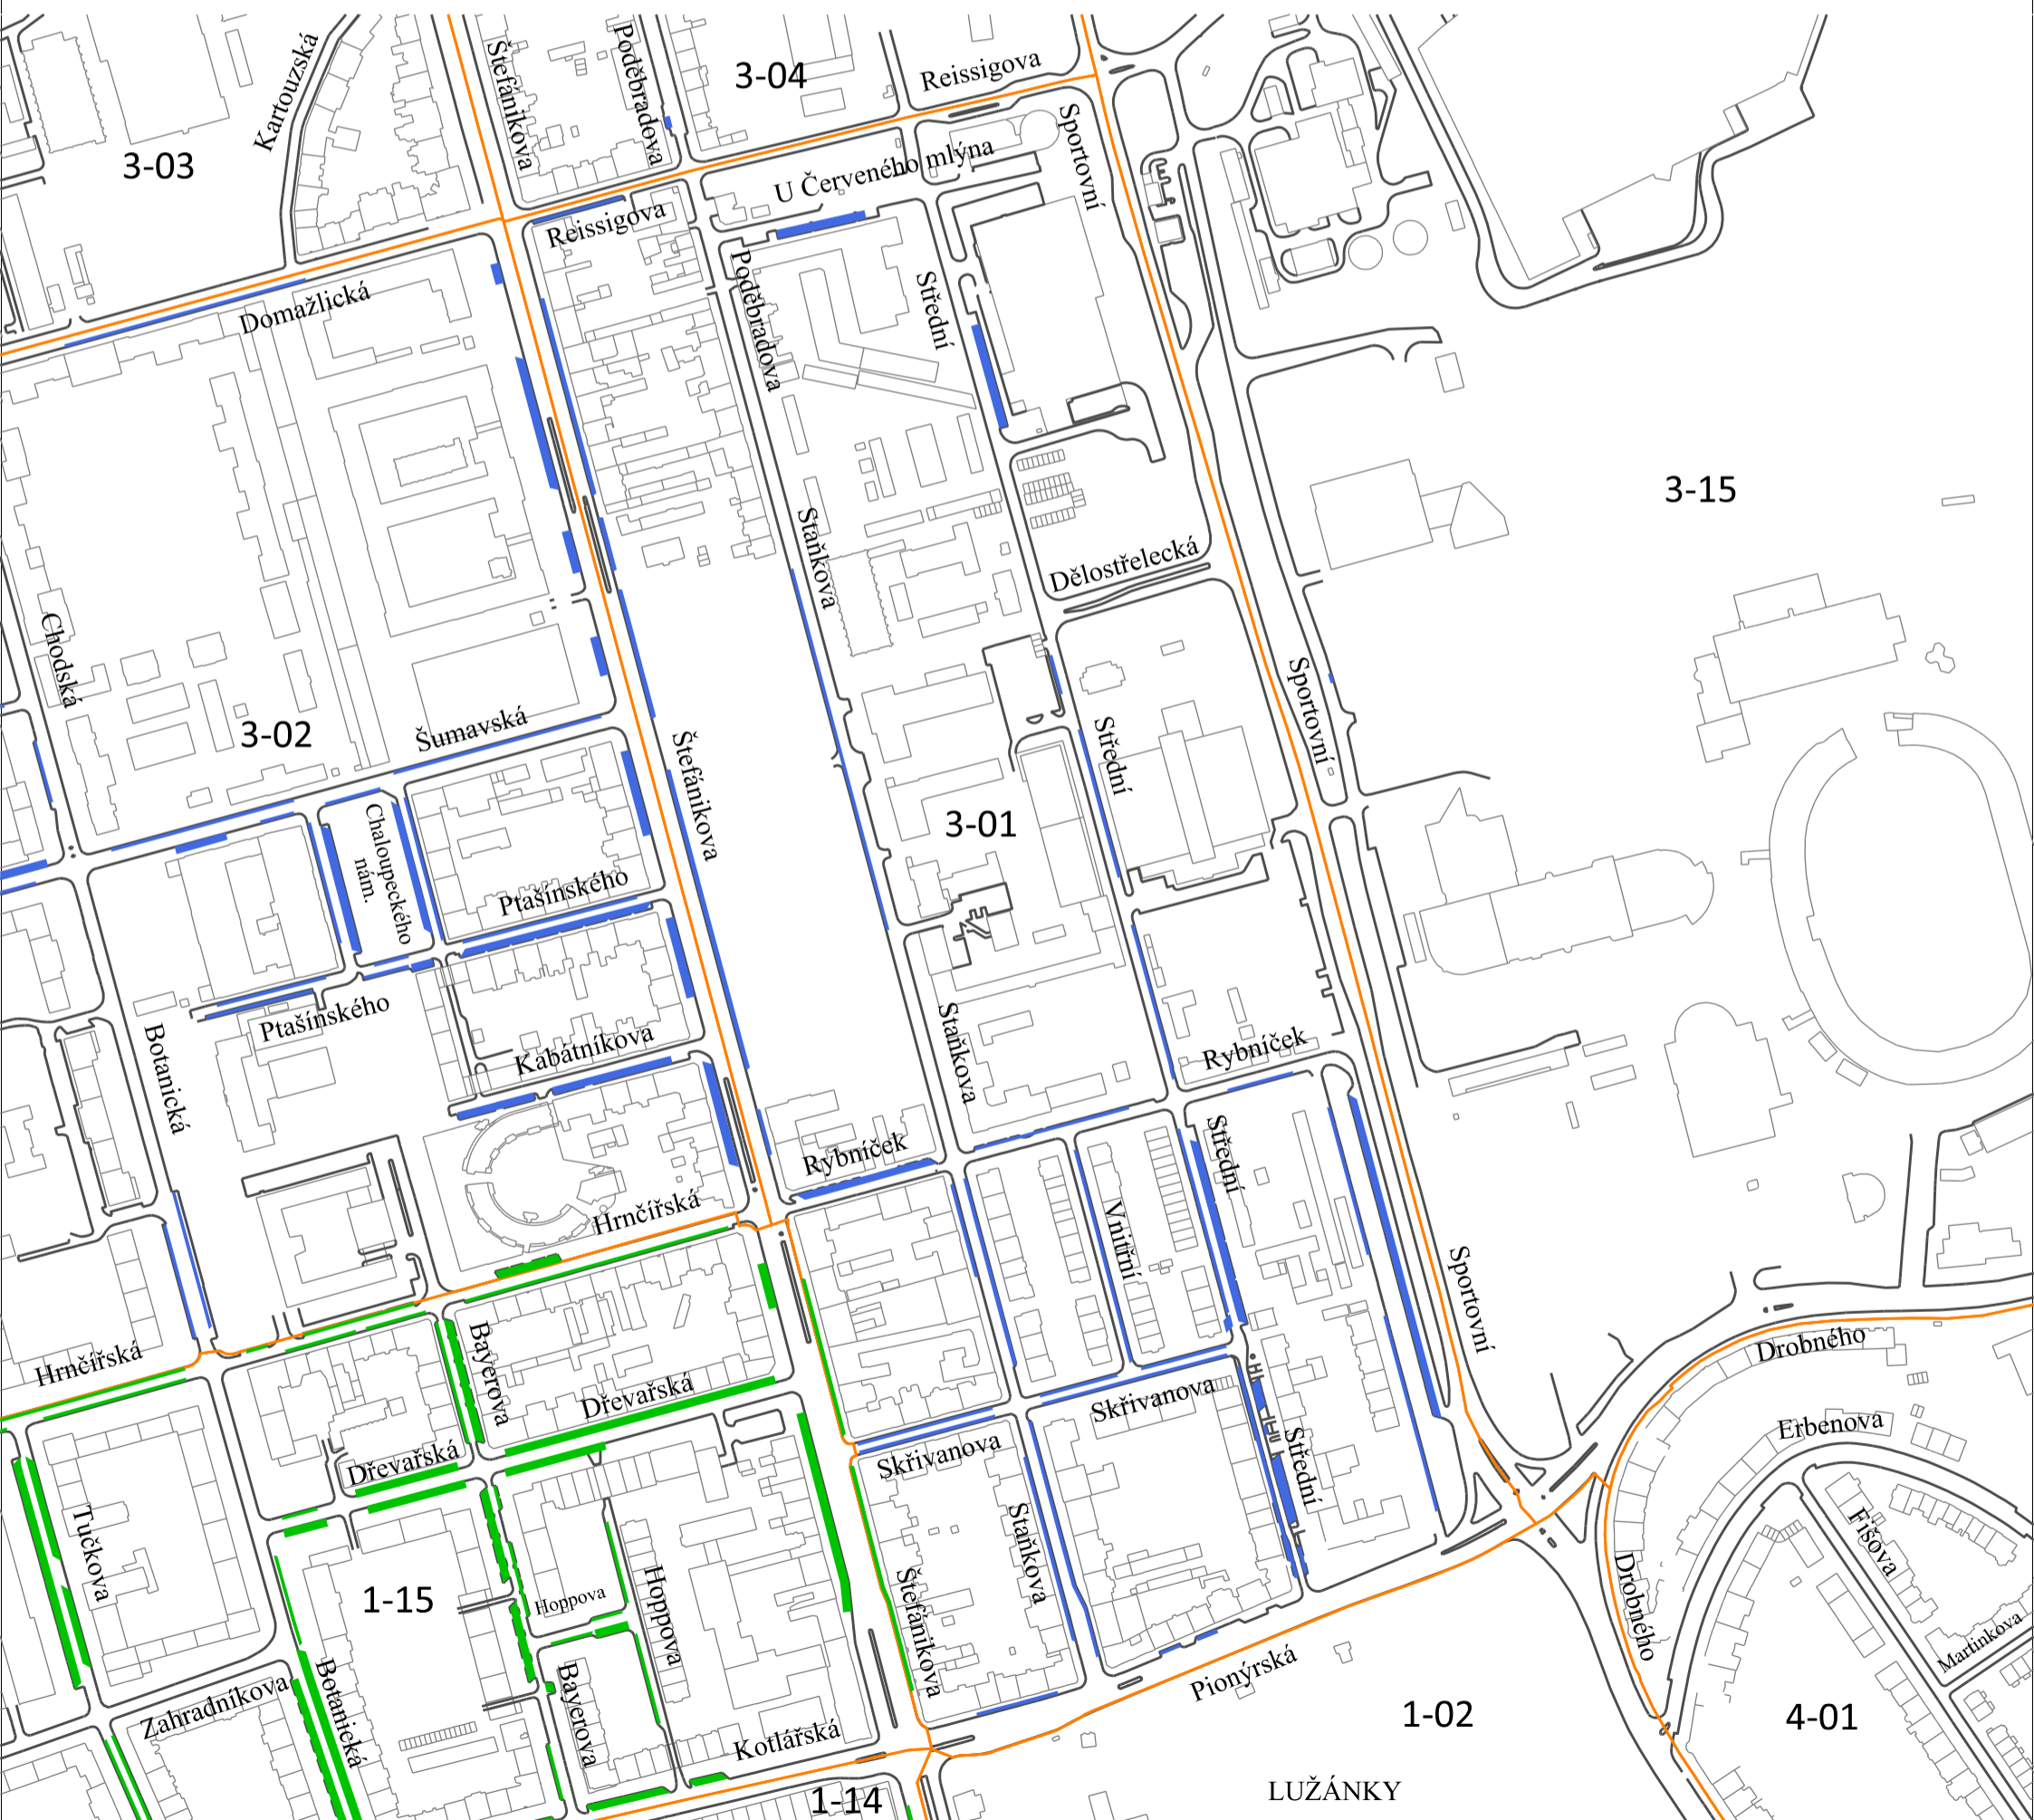 Kartouzská
Štefánikova
Poděbradova
3-04
Reissigova
3-03
Sportovní
U Červeného mlýna
Reissigova
Domažlická
Poděbradova
Střední
3-15
Staňkova
Dělostřelecká
Chodská
3-02
Šumavská
Štefánikova
Střední
Sportovní
3-01
Chaloupeckého
nám.
Ptašínského
Ptašínského
Botanická
Kabátníkova
Staňkova
Rybníček
Rybníček
Střední
Vnitřní
Hrnčířská
Sportovní
Hrnčířská
Bayerova
Dřevařská
Skřivanova
Drobného
Erbenova
Dřevařská
Skřivanova
Střední
Tučkova
Staňkova
Fišova
1-15
Hoppova
Hoppova
Štefánikova
Drobného
Martinkova
Zahradníkova
Botanická
Bayerova
Kotlářská
Pionýrská
1-02
4-01
LUŽÁNKY
1-14